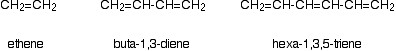 CH₂=CH₂ CH₂=CH-CH=CH₂ CH₂=CH-CH=CH-CH=CH₂
ethene buta-1,3-diene hexa-1,3,5-triene